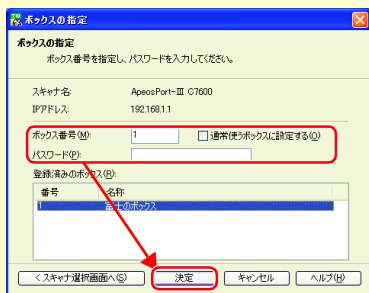 ボックスの指定
ボックスの指定
ボックス番号を指定し、パスワードを入力してください。
スキャナ名: ApeosPort-III C7600
IPアドレス: 192.168.1.1
ボックス番号(M): 1 通常使うボックスに設定する(O)
パスワード(P):
登録済みのボックス(R):
番号 名称
1 富士のボックス
< スキャナ選択画面へ(S) 決定 キャンセル ヘルプ(H)